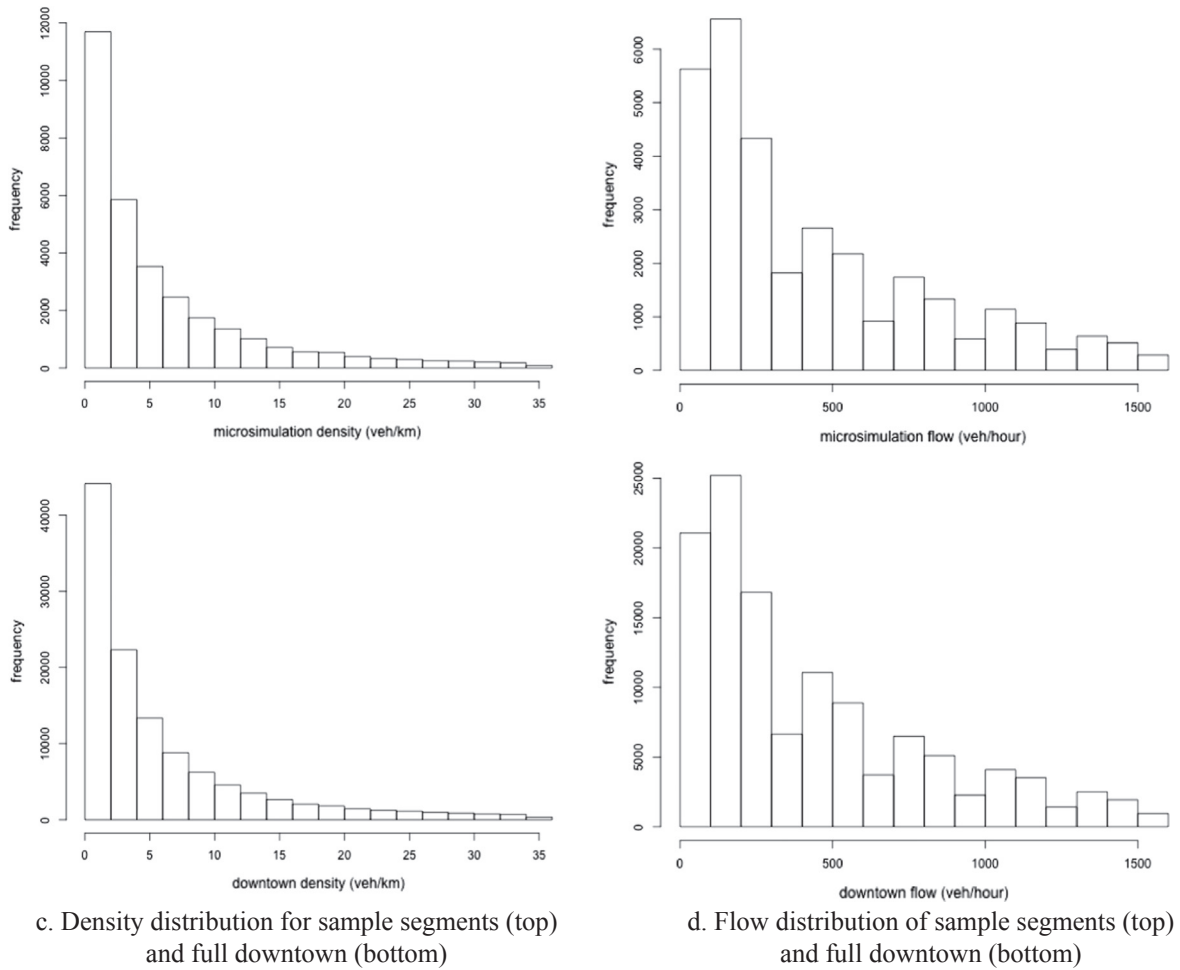 12000
10000
8000
6000
4000
2000
0
frequency
0 5 10 15 20 25 30 35
microsimulation density (veh/km)
6000
5000
4000
3000
2000
1000
0
frequency
0 500 1000 1500
microsimulation flow (veh/hour)
40000
30000
20000
10000
0
frequency
0 5 10 15 20 25 30 35
downtown density (veh/km)
25000
20000
15000
10000
5000
0
frequency
0 500 1000 1500
downtown flow (veh/hour)
c. Density distribution for sample segments (top)
and full downtown (bottom)
d. Flow distribution of sample segments (top)
and full downtown (bottom)